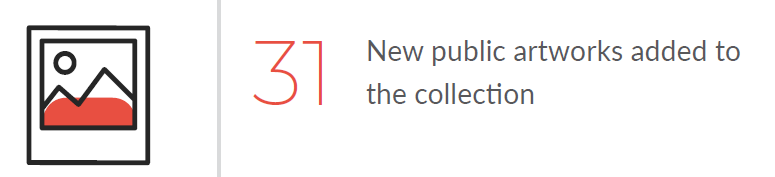 31
New public artworks added to
the collection